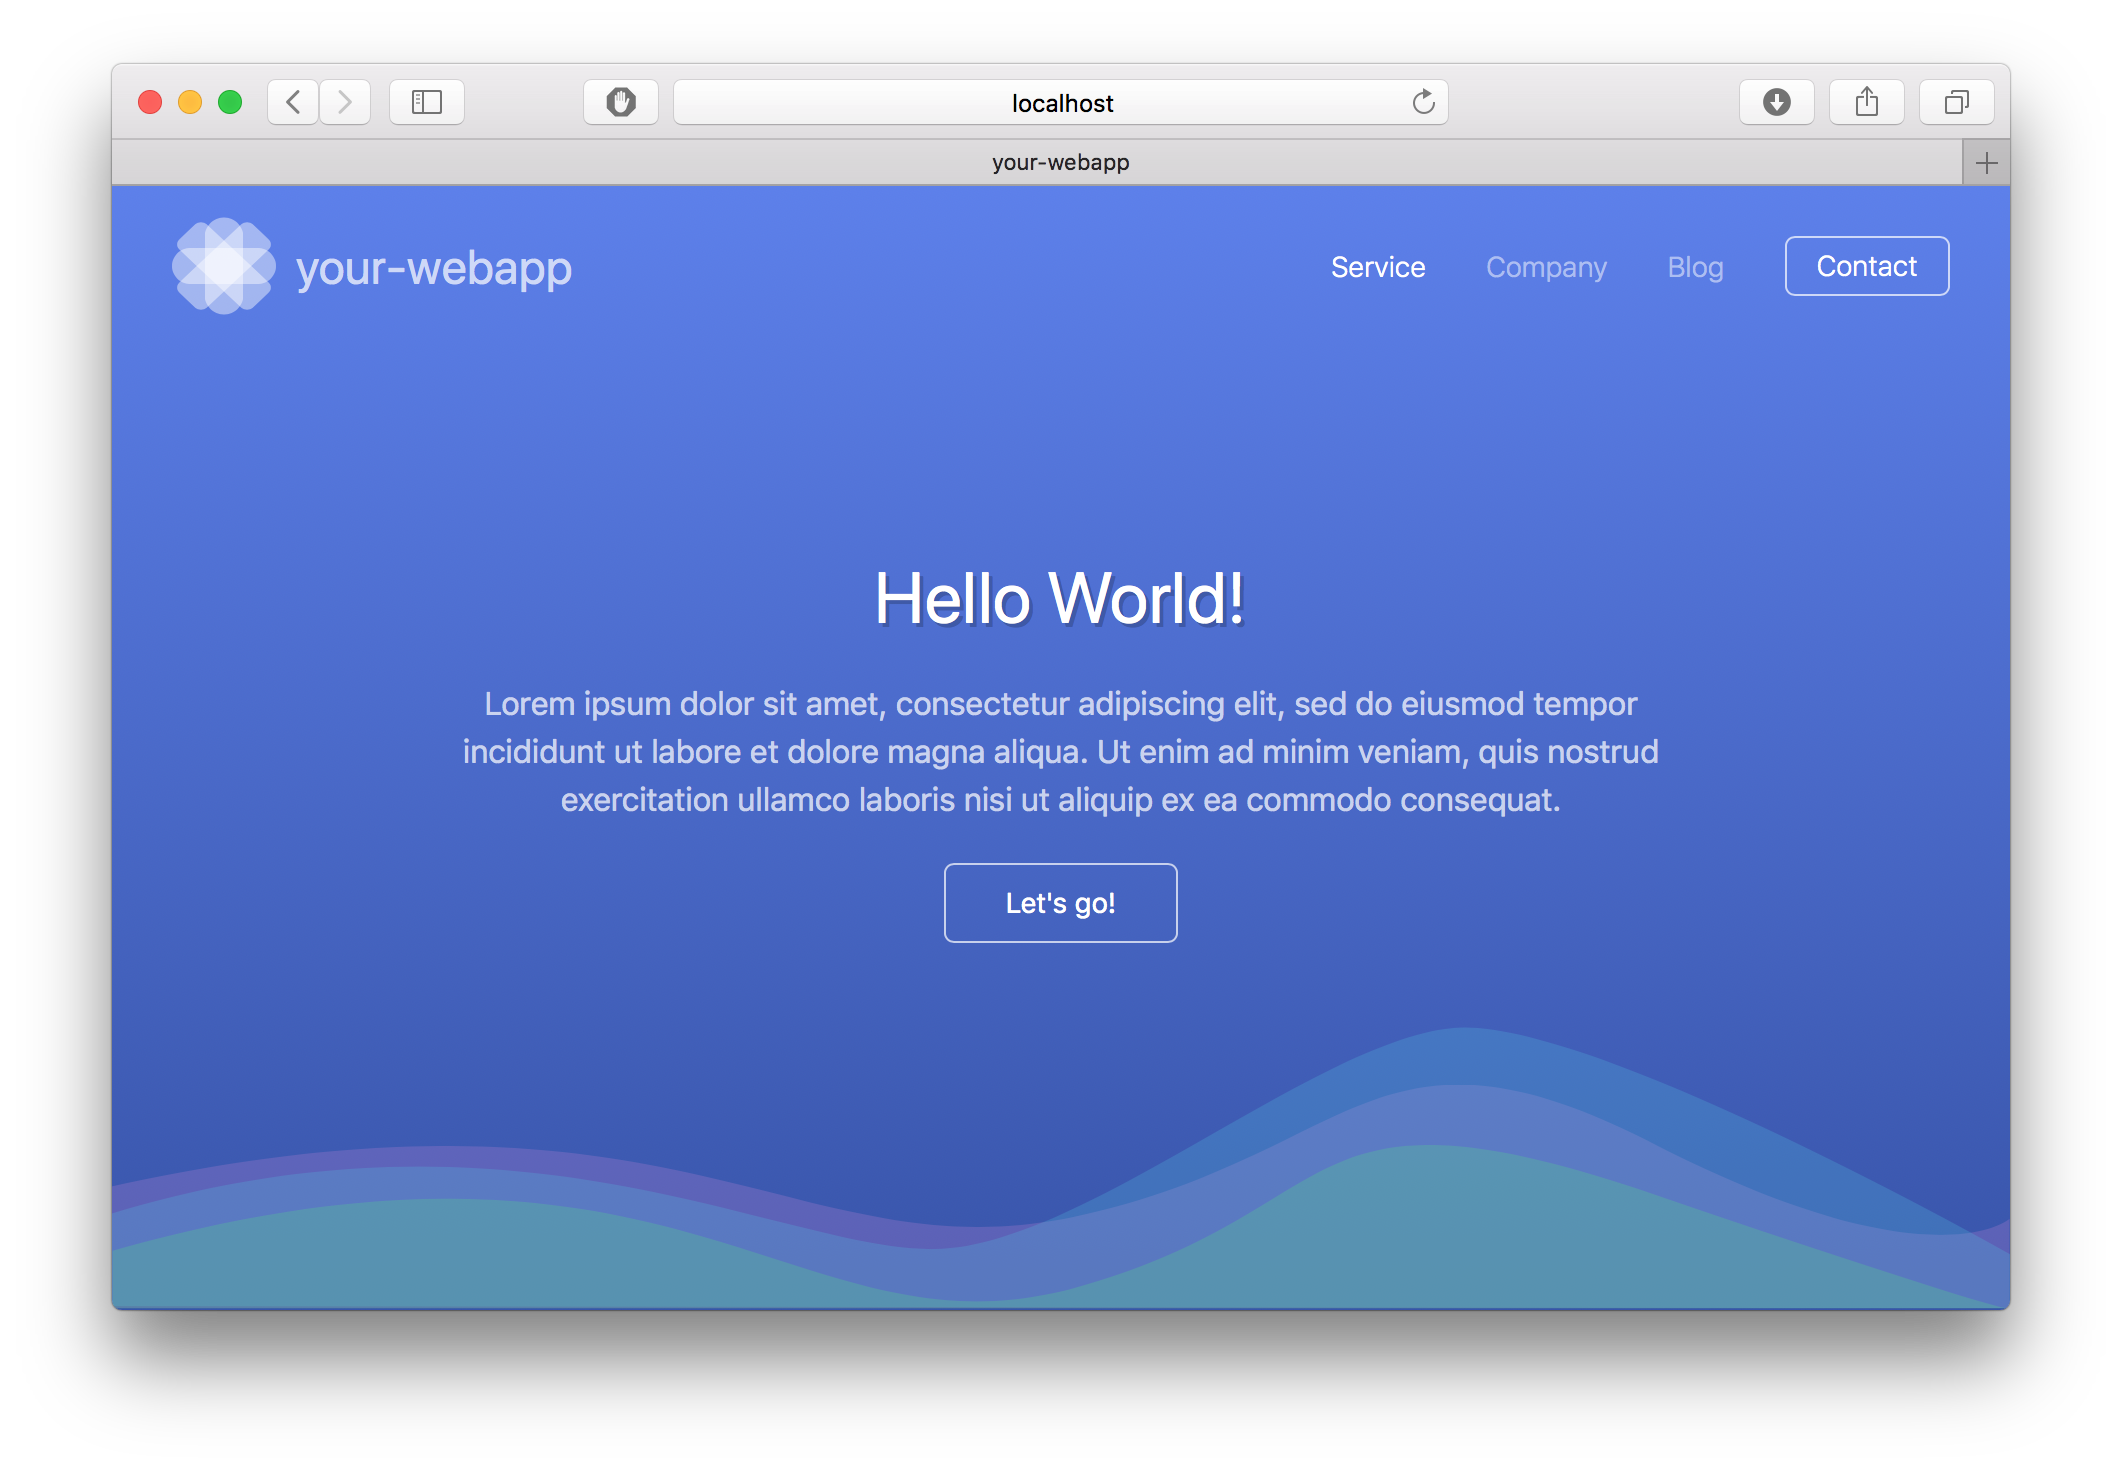 localhost
your-webapp
your-webapp
Service
Company
Blog
Contact
Hello World!
Lorem ipsum dolor sit amet, consectetur adipiscing elit, sed do eiusmod tempor
incididunt ut labore et dolore magna aliqua. Ut enim ad minim veniam, quis nostrud
exercitation ullamco laboris nisi ut aliquip ex ea commodo consequat.
Let's go!